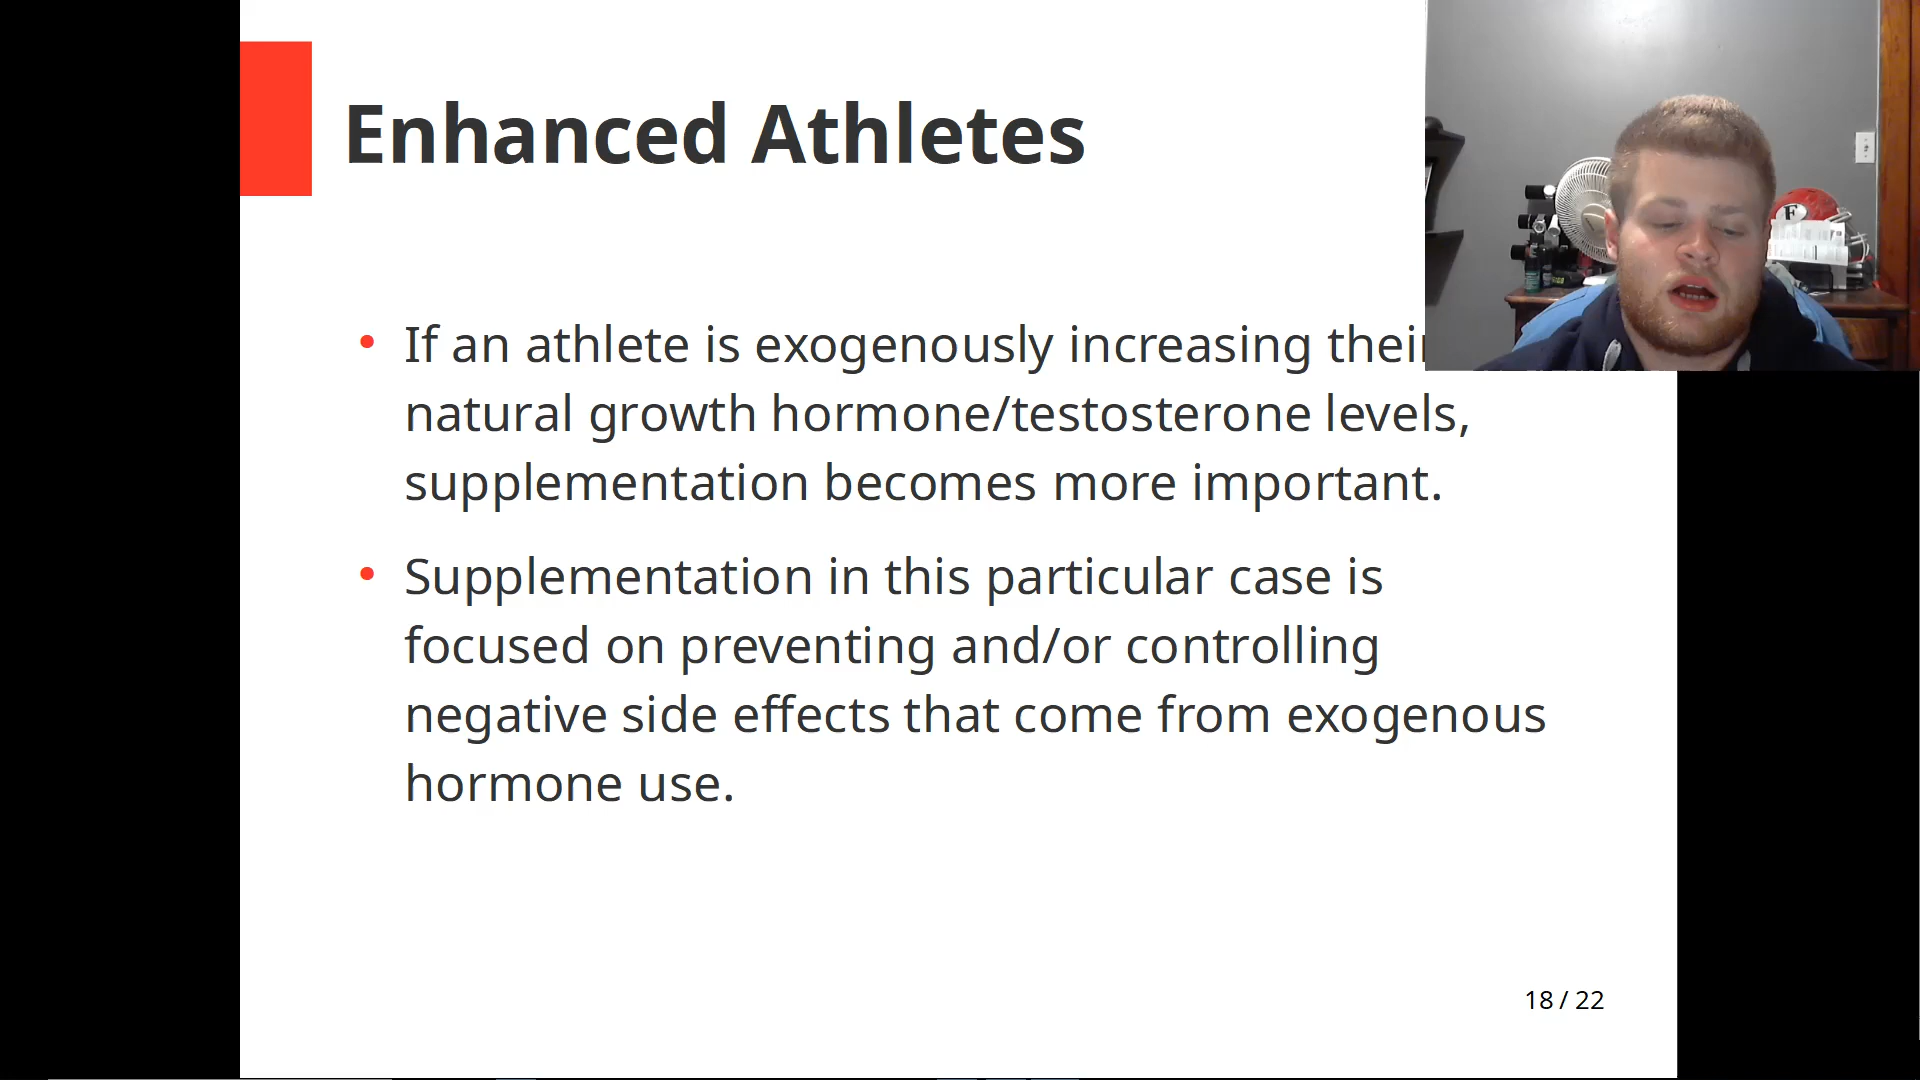 Enhanced Athletes
• If an athlete is exogenously increasing their
natural growth hormone/testosterone levels,
supplementation becomes more important.
• Supplementation in this particular case is
focused on preventing and/or controlling
negative side effects that come from exogenous
hormone use.
F
18 / 22